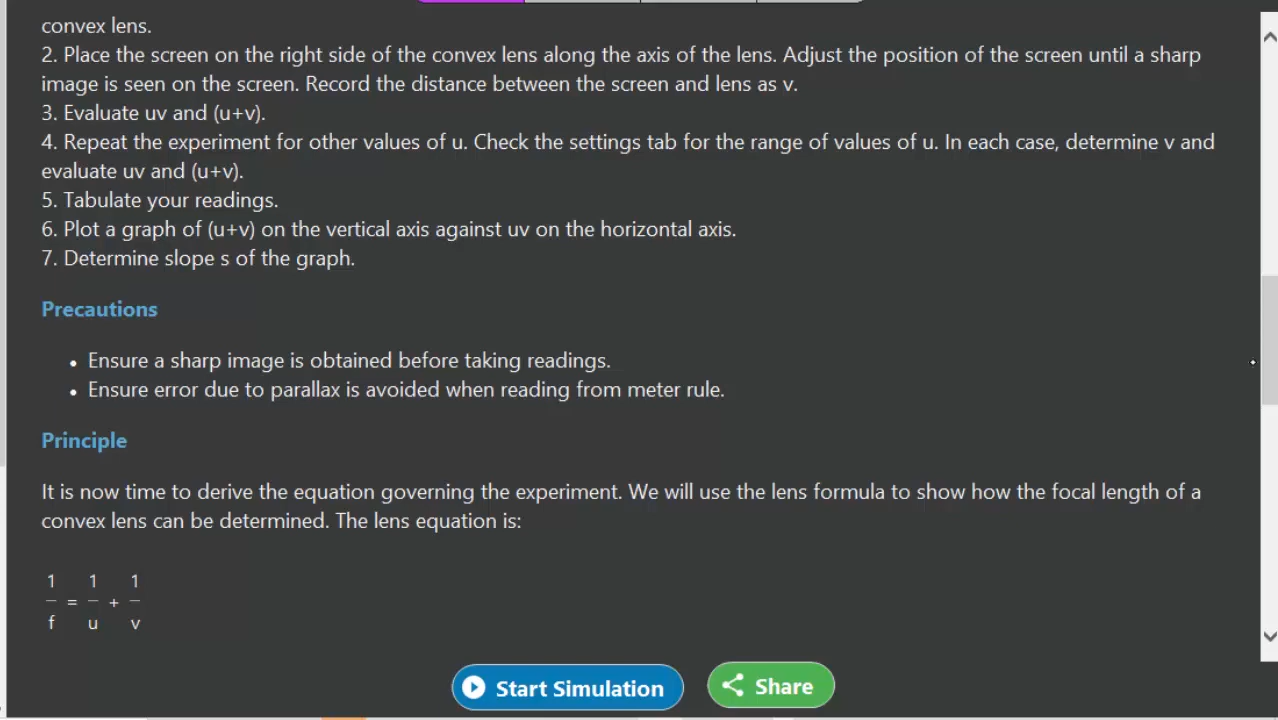 convex lens.
2. Place the screen on the right side of the convex lens along the axis of the lens. Adjust the position of the screen until a sharp
image is seen on the screen. Record the distance between the screen and lens as v.
3. Evaluate uv and (u+v).
4. Repeat the experiment for other values of u. Check the settings tab for the range of values of u. In each case, determine v and
evaluate uv and (u+v).
5. Tabulate your readings.
6. Plot a graph of (u+v) on the vertical axis against uv on the horizontal axis.
7. Determine slope s of the graph.
Precautions
• Ensure a sharp image is obtained before taking readings.
• Ensure error due to parallax is avoided when reading from meter rule.
Principle
It is now time to derive the equation governing the experiment. We will use the lens formula to show how the focal length of a
convex lens can be determined. The lens equation is:
1 1 1
— = — + —
f u v
Start Simulation
Share